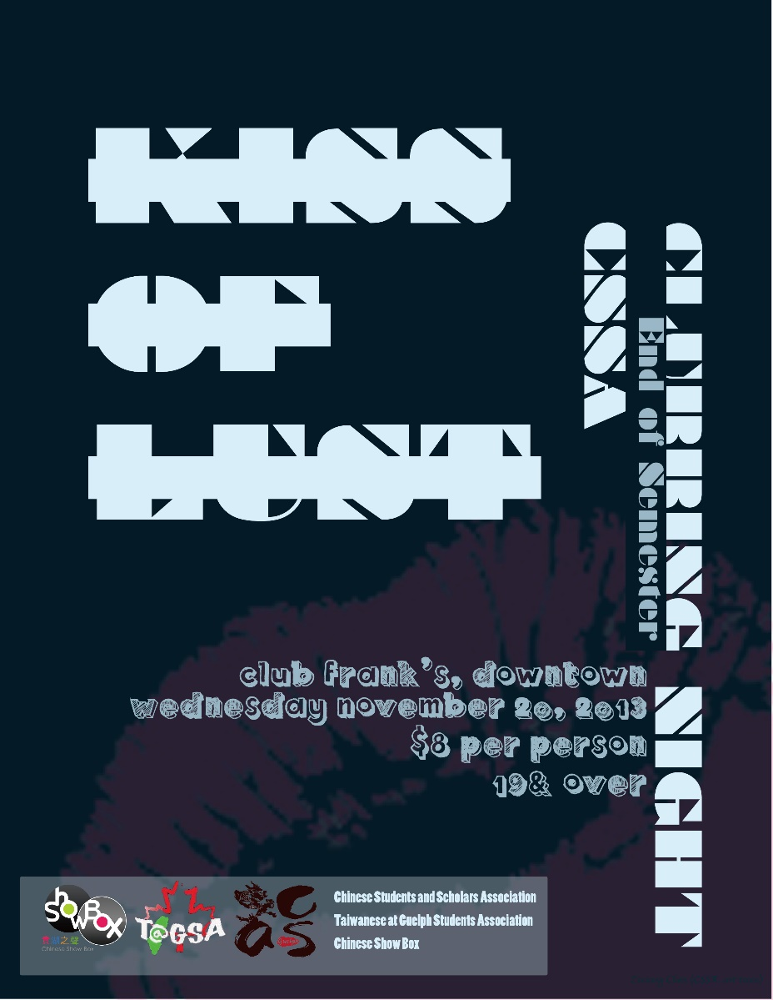 KISS
OF
LUST
CSSA
End of Semester
CLUBBING NIGHT
club frank's, downtown
wednesday november 20, 2013
$8 per person
19& over
showBox
Chinese Show Box
T@GSA
CSA
Chinese Students and Scholars Association
Taiwanese at Guelph Students Association
Chinese Show Box